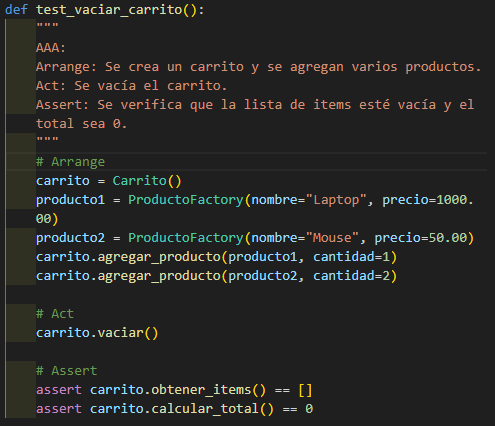 def test_vaciar_carrito():
    """
    AAA:
    Arrange: Se crea un carrito y se agregan varios productos.
    Act: Se vacía el carrito.
    Assert: Se verifica que la lista de items esté vacía y el
    total sea 0.
    """
    # Arrange
    carrito = Carrito()
    producto1 = ProductoFactory(nombre="Laptop", precio=1000.
    00)
    producto2 = ProductoFactory(nombre="Mouse", precio=50.00)
    carrito.agregar_producto(producto1, cantidad=1)
    carrito.agregar_producto(producto2, cantidad=2)

    # Act
    carrito.vaciar()

    # Assert
    assert carrito.obtener_items() == []
    assert carrito.calcular_total() == 0